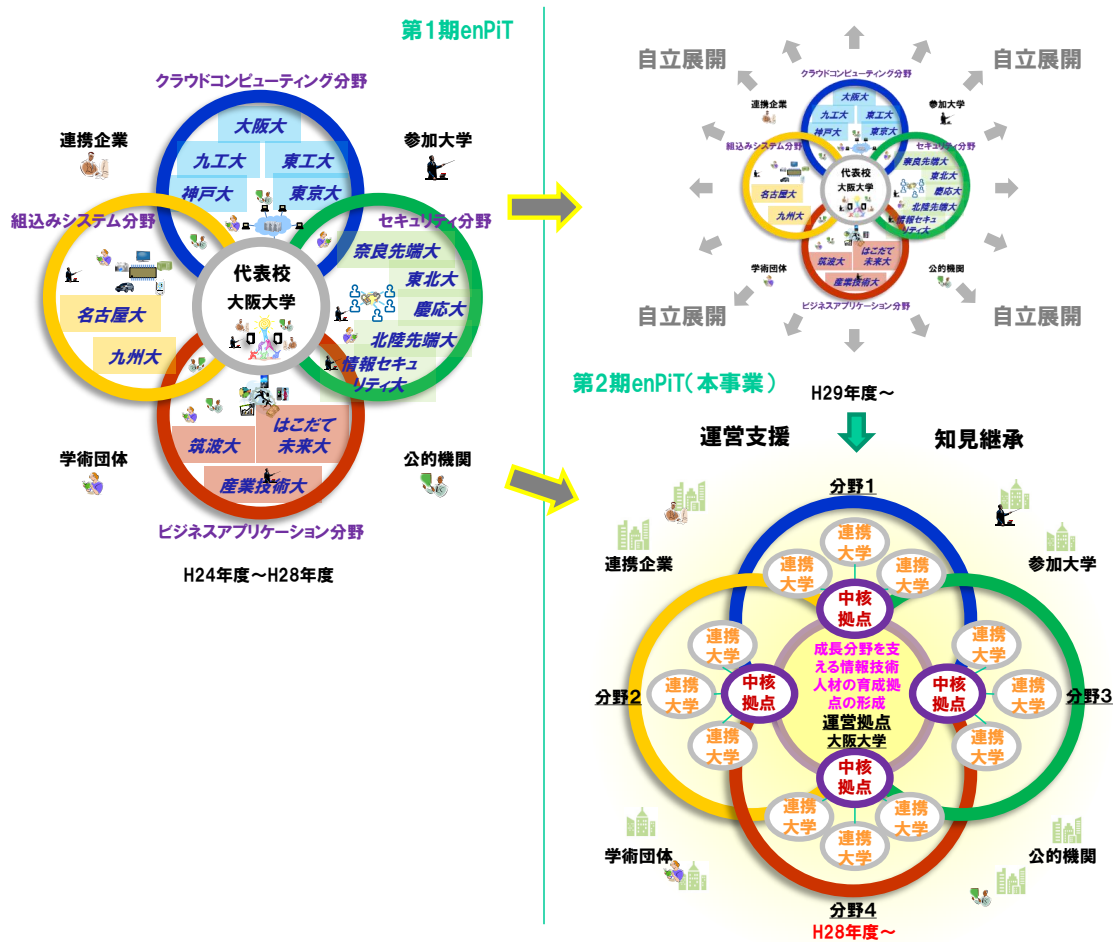 第1期enPiT
クラウドコンピューティング分野
連携企業
参加大学
大阪大
九工大
東工大
神戸大
東京大
組込みシステム分野
セキュリティ分野
奈良先端大
東北大
慶応大
北陸先端大
情報セキュ
リティ大
代表校
大阪大学
名古屋大
九州大
筑波大
はこだて
未来大
産業技術大
学術団体
公的機関
ビジネスアプリケーション分野
H24年度～H28年度
自立展開
自立展開
クラウドコンピューティング分野
連携企業
参加大学
大阪大
九工大
東工大
神戸大
東京大
組込みシステム分野
セキュリティ分野
奈良先端大
東北大
慶応大
北陸先端大
情報セキュ
リティ大
代表校
大阪大学
名古屋大
九州大
筑波大
はこだて
未来大
産業技術大
学術団体
公的機関
ビジネスアプリケーション分野
自立展開
自立展開
第2期enPiT(本事業)
H29年度～
運営支援
知見継承
分野1
連携企業
参加大学
連携
大学
連携
大学
連携
大学
中核
拠点
連携
大学
連携
大学
連携
大学
分野2
中核
拠点
成長分野を支
える情報技術
人材の育成拠
点の形成
運営拠点
大阪大学
中核
拠点
連携
大学
連携
大学
連携
大学
分野3
中核
拠点
連携
大学
連携
大学
連携
大学
学術団体
公的機関
分野4
H28年度～